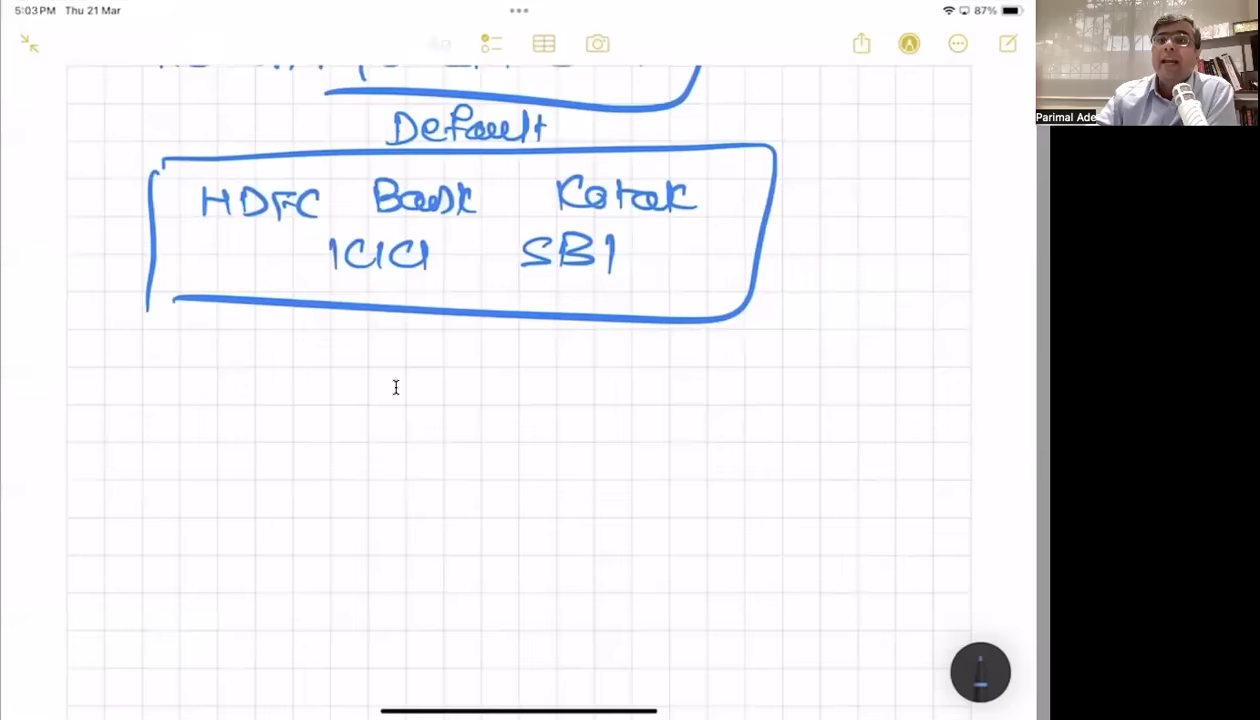 5:03 PM Thu 21 Mar
87%
Parimal Ade
Default
HDFC Bank Kotak
ICICI SBI